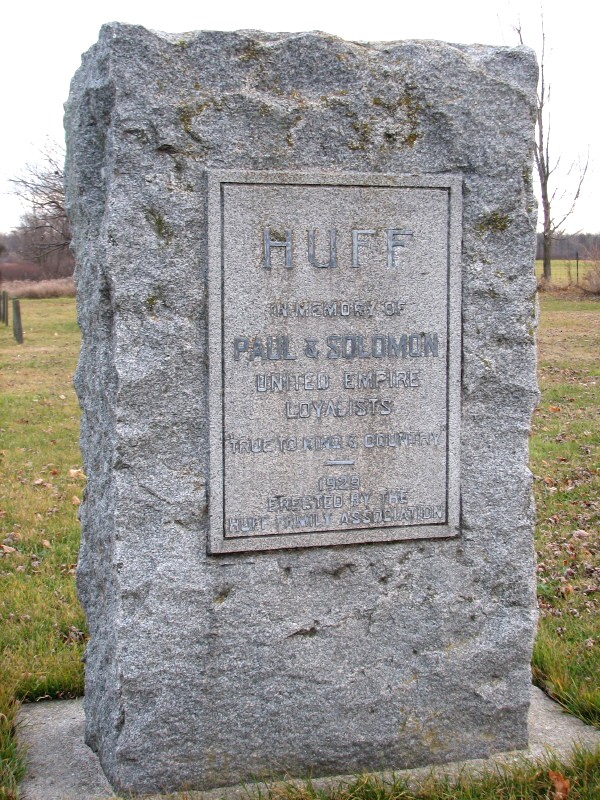 HUFF
IN MEMORY OF
PAUL & SOLOMON
UNITED EMPIRE
LOYALISTS
TRUE TO KING & COUNTRY
1929
ERECTED BY THE
HUFF FAMILY ASSOCIATION